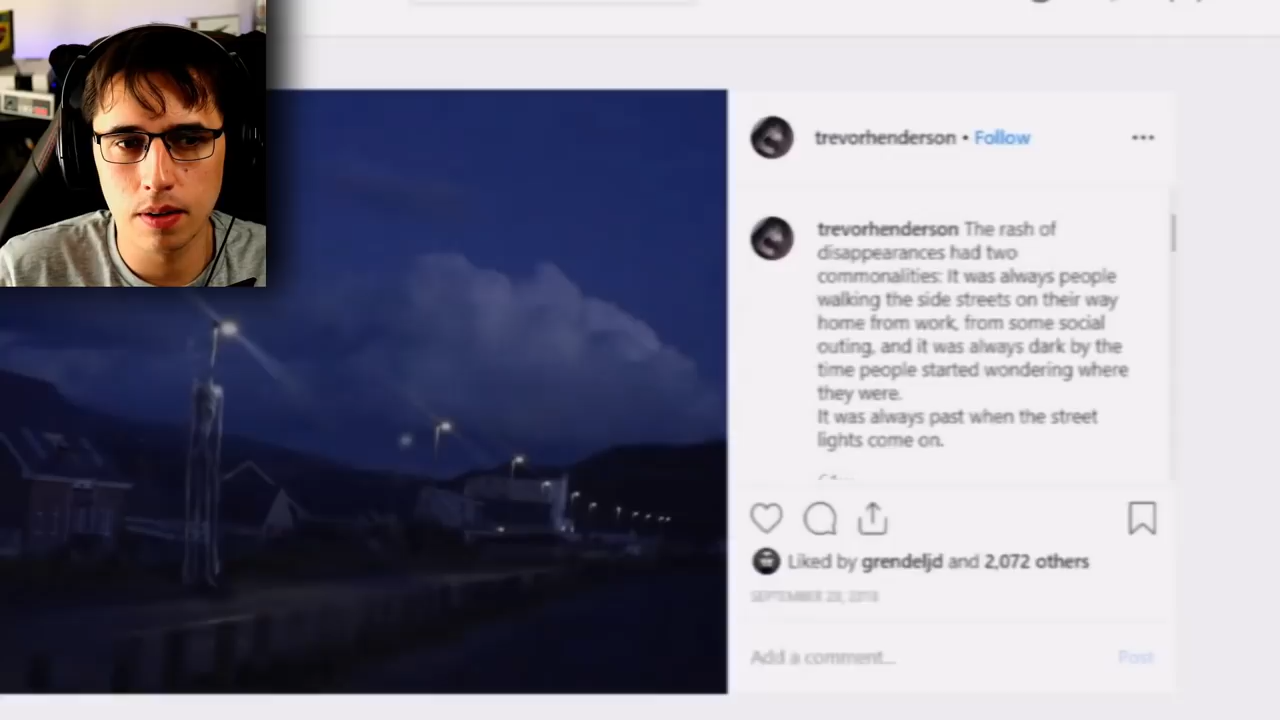 trevorhenderson • Follow
trevorhenderson The rash of
disappearances had two
commonalities: It was always people
walking the side streets on their way
home from work, from some social
outing, and it was always dark by the
time people started wondering where
they were.
It was always past when the street
lights come on.
Liked by grendeljd and 2,072 others
Add a comment...
Post